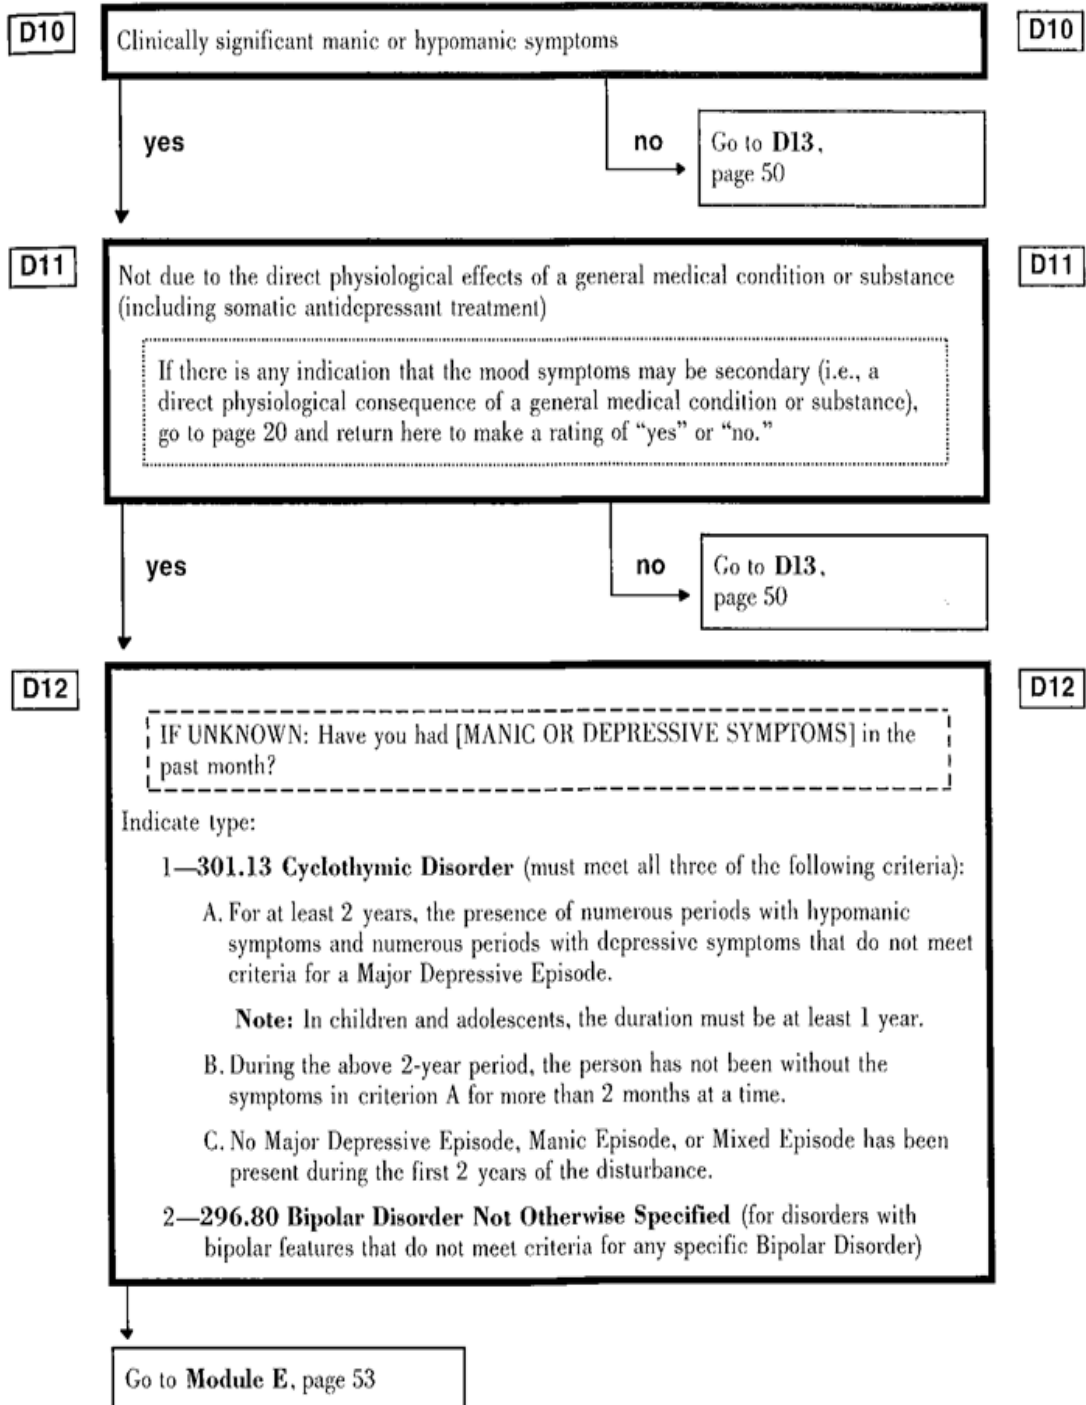 D10
Clinically significant manic or hypomanic symptoms
D10
yes
no
Go to D13,
page 50
D11
Not due to the direct physiological effects of a general medical condition or substance
(including somatic antidepressant treatment)
D11
If there is any indication that the mood symptoms may be secondary (i.e., a
direct physiological consequence of a general medical condition or substance),
go to page 20 and return here to make a rating of “yes” or “no.”
yes
no
Go to D13,
page 50
D12
D12
IF UNKNOWN: Have you had [MANIC OR DEPRESSIVE SYMPTOMS] in the
past month?
Indicate type:
1—301.13 Cyclothymic Disorder (must meet all three of the following criteria):
A. For at least 2 years, the presence of numerous periods with hypomanic
symptoms and numerous periods with depressive symptoms that do not meet
criteria for a Major Depressive Episode.
Note: In children and adolescents, the duration must be at least 1 year.
B. During the above 2-year period, the person has not been without the
symptoms in criterion A for more than 2 months at a time.
C. No Major Depressive Episode, Manic Episode, or Mixed Episode has been
present during the first 2 years of the disturbance.
2—296.80 Bipolar Disorder Not Otherwise Specified (for disorders with
bipolar features that do not meet criteria for any specific Bipolar Disorder)
Go to Module E, page 53